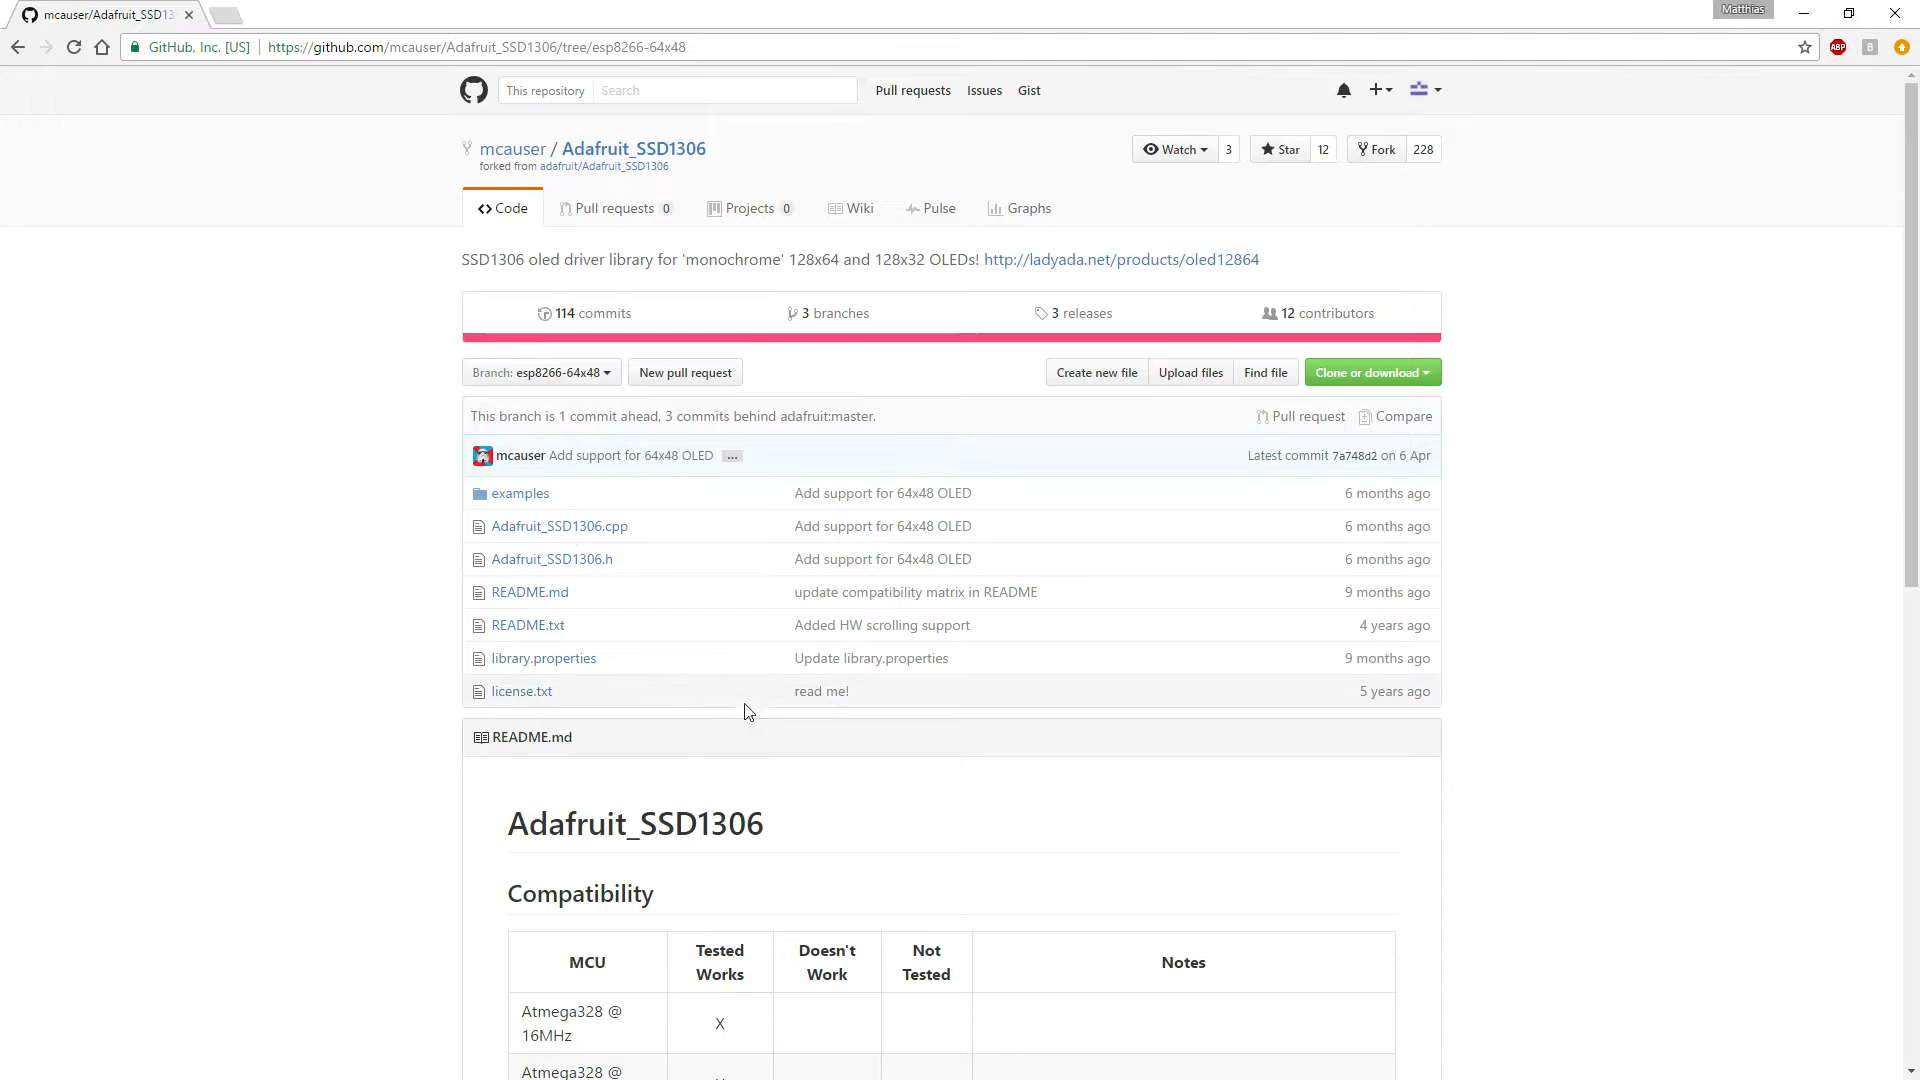 mcauser/Adafruit_SSD13
Matthias
GitHub, Inc. [US] https://github.com/mcauser/Adafruit_SSD1306/tree/esp8266-64x48
ABP
B
This repository Search Pull requests Issues Gist
mcauser / Adafruit_SSD1306
Watch 3 Star 12 Fork 228
forked from adafruit/Adafruit_SSD1306
Code Pull requests 0 Projects 0 Wiki Pulse Graphs
SSD1306 oled driver library for 'monochrome' 128x64 and 128x32 OLEDs! http://ladyada.net/products/oled12864
114 commits 3 branches 3 releases 12 contributors
Branch: esp8266-64x48 New pull request Create new file Upload files Find file Clone or download
This branch is 1 commit ahead, 3 commits behind adafruit:master. Pull request Compare
mcauser Add support for 64x48 OLED ... Latest commit 7a748d2 on 6 Apr
examples Add support for 64x48 OLED 6 months ago
Adafruit_SSD1306.cpp Add support for 64x48 OLED 6 months ago
Adafruit_SSD1306.h Add support for 64x48 OLED 6 months ago
README.md update compatibility matrix in README 9 months ago
README.txt Added HW scrolling support 4 years ago
library.properties Update library.properties 9 months ago
license.txt read me! 5 years ago
README.md
Adafruit_SSD1306
Compatibility
MCU Tested Works Doesn't Work Not Tested Notes
Atmega328 @ 16MHz X
Atmega328 @